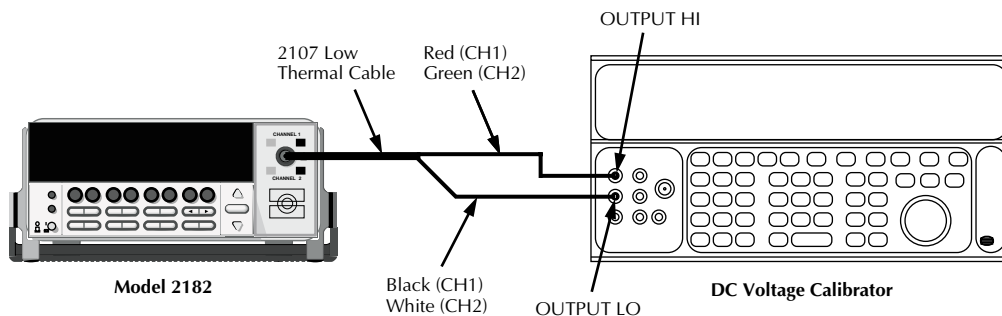 OUTPUT HI
2107 Low
Thermal Cable
Red (CH1)
Green (CH2)
CHANNEL 1
CHANNEL 2
Black (CH1)
White (CH2)
OUTPUT LO
Model 2182
DC Voltage Calibrator